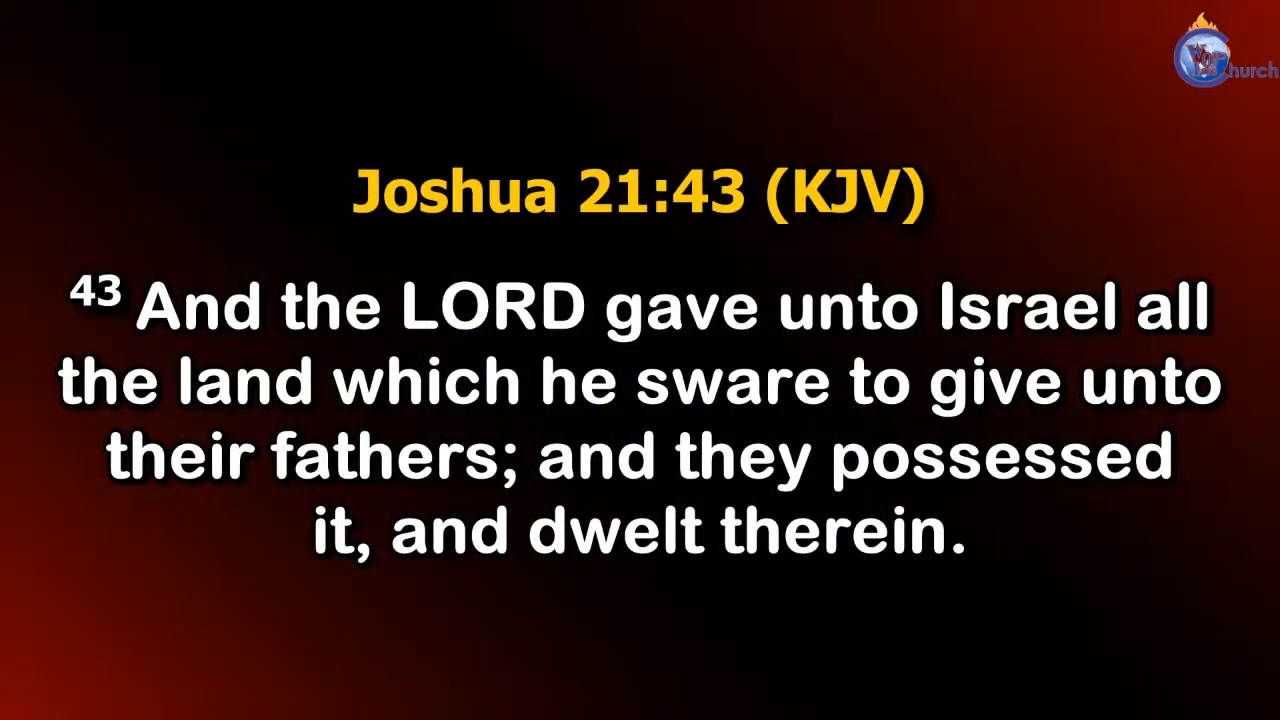 Joshua 21:43 (KJV)
43 And the LORD gave unto Israel all
the land which he sware to give unto
their fathers; and they possessed
it, and dwelt therein.